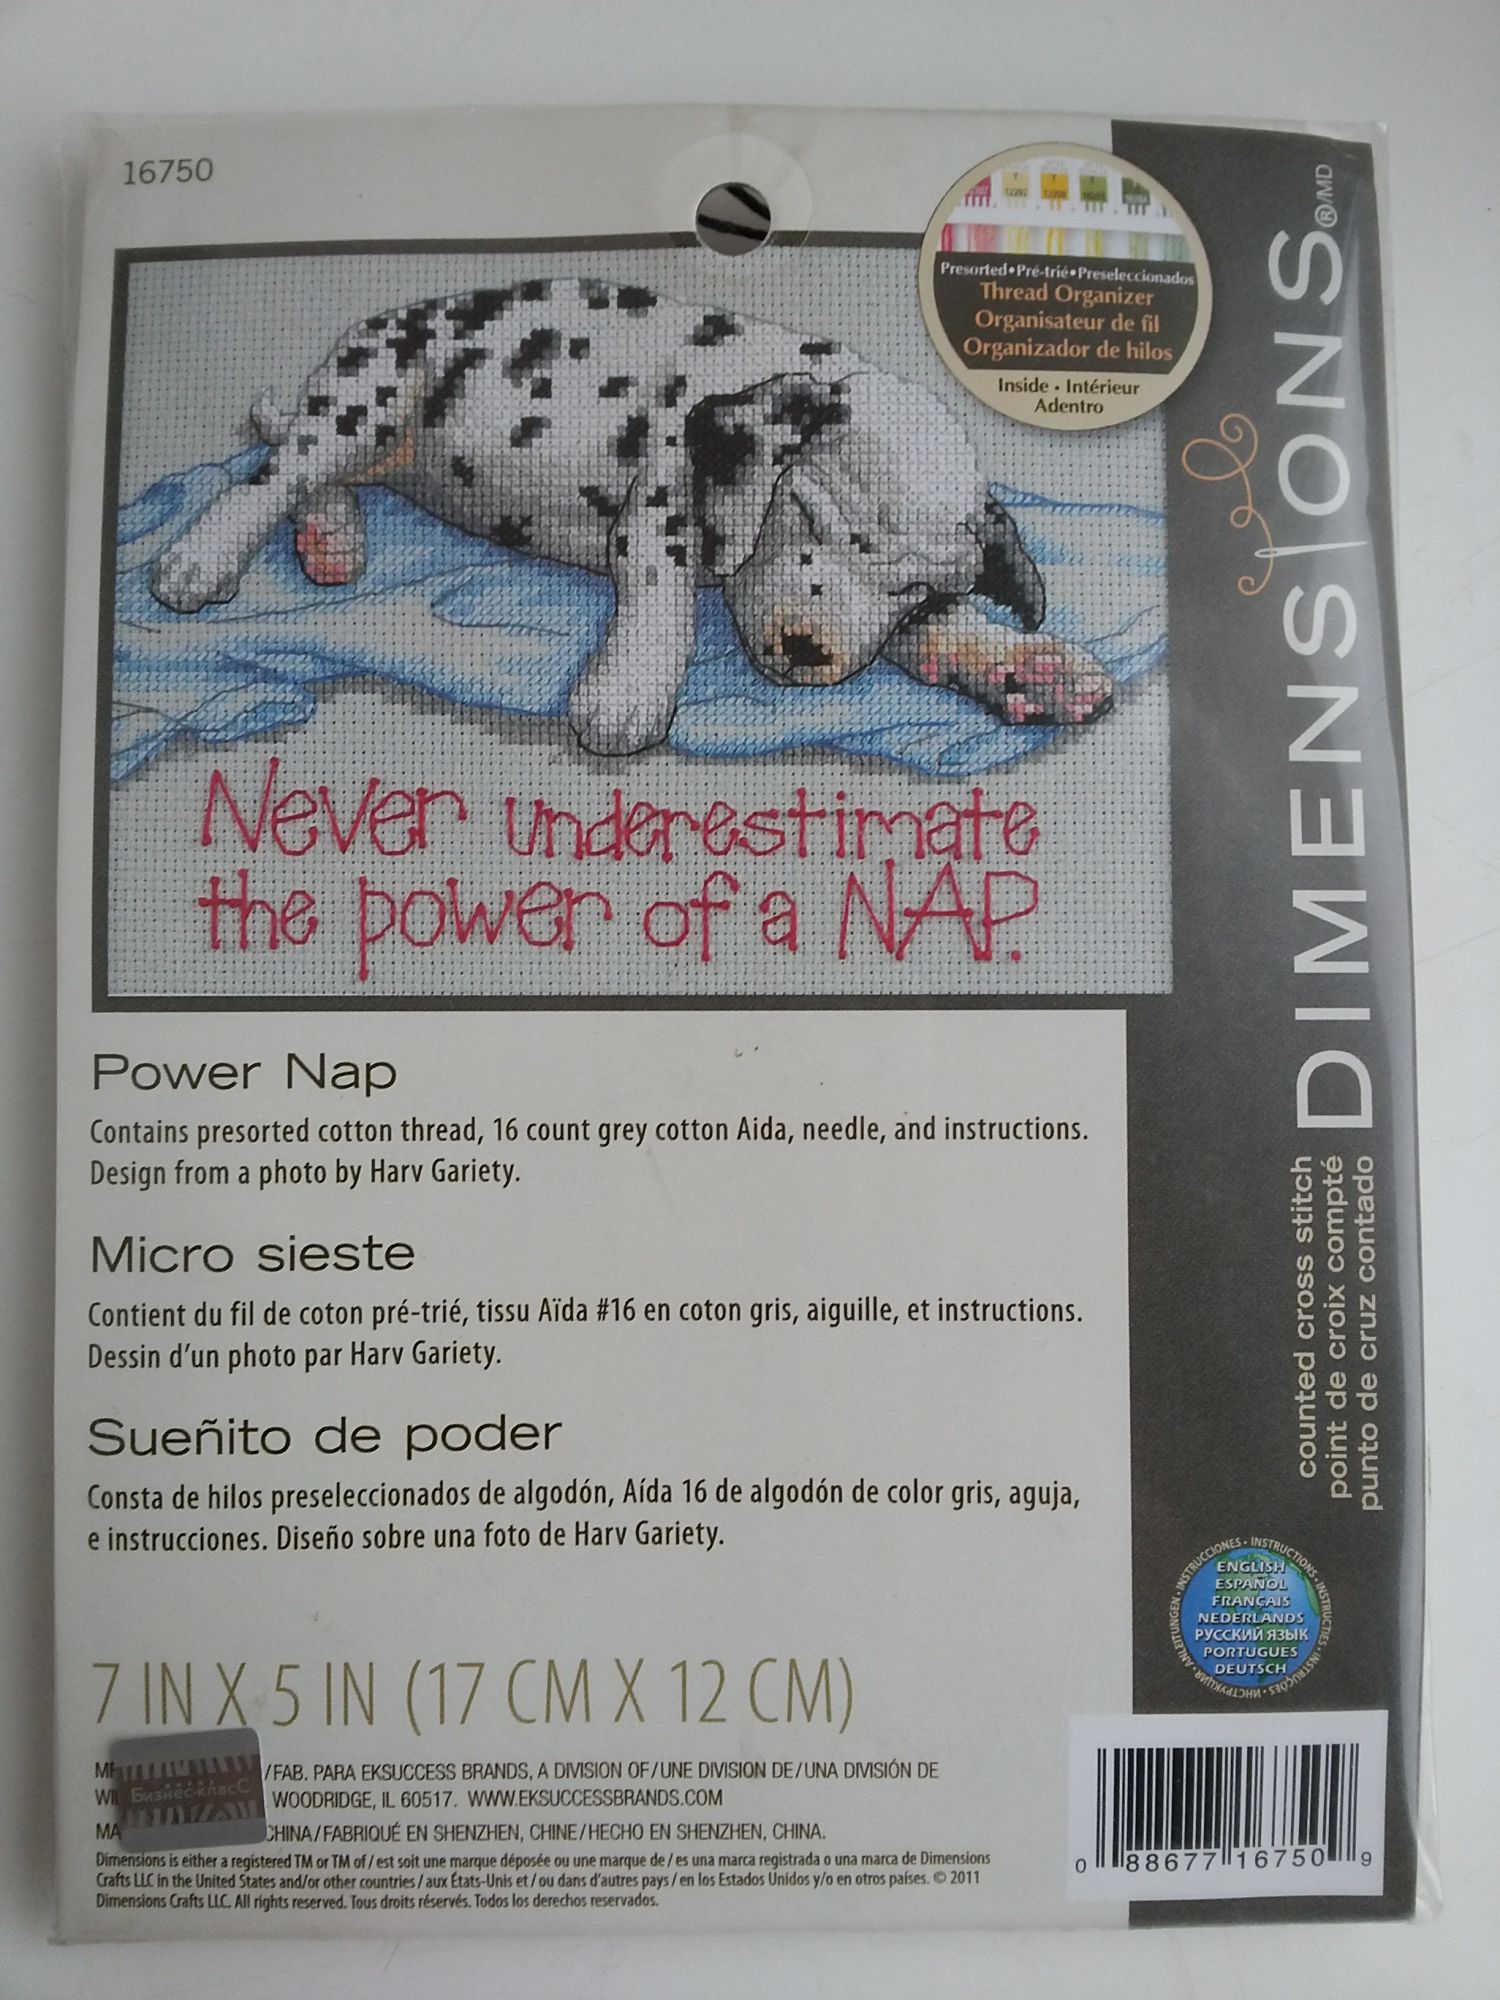 16750
T
12292
T
Presorted•Pré-trié•Preseleccionados
Thread Organizer
Organisateur de fil
Organizador de hilos
Inside • Intérieur
Adentro
DIMENSIONS®/MD
counted cross stitch
point de croix compté
punto de cruz contado
Never underestimate
the power of a NAP.
Power Nap
Contains presorted cotton thread, 16 count grey cotton Aida, needle, and instructions.
Design from a photo by Harv Gariety.
Micro sieste
Contient du fil de coton pré-trié, tissu Aïda #16 en coton gris, aiguille, et instructions.
Dessin d'un photo par Harv Gariety.
Sueñito de poder
Consta de hilos preseleccionados de algodón, Aída 16 de algodón de color gris, aguja,
e instrucciones. Diseño sobre una foto de Harv Gariety.
INSTRUCCIONES • INSTRUCTIONS • INSTRUCTIES • INSTRUÇÕES • ИНСТРУКЦИЯ • ANLEITUNGEN •
ENGLISH
ESPAÑOL
FRANÇAIS
NEDERLANDS
РУССКИЙ ЯЗЫК
PORTUGUES
DEUTSCH
7 IN X 5 IN (17 CM X 12 CM)
/FAB. PARA EKSUCCESS BRANDS, A DIVISION OF/UNE DIVISION DE/UNA DIVISIÓN DE
WOODRIDGE, IL 60517. WWW.EKSUCCESSBRANDS.COM
CHINA/FABRIQUÉ EN SHENZHEN, CHINE/HECHO EN SHENZHEN, CHINA.
Бизнес-класС
Dimensions is either a registered TM or TM of / est soit une marque déposée ou une marque de / es una marca registrada o una marca de Dimensions
Crafts LLC in the United States and/or other countries / aux États-Unis et / ou dans d'autres pays / en los Estados Unidos y/o en otros países. © 2011
Dimensions Crafts LLC. All rights reserved. Tous droits réservés. Todos los derechos reservados.
0 88677 16750 9